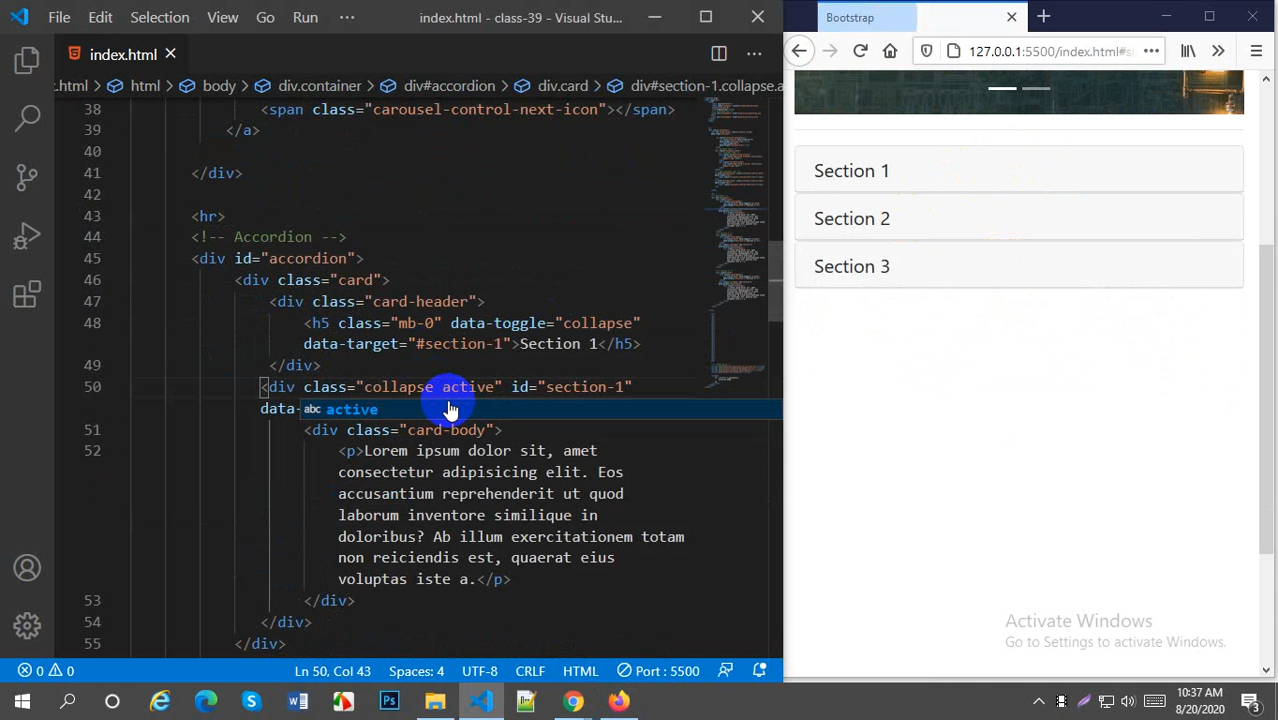 File Edit Selection View Go Run ··· index.html - class-39 - Visual Stu...
index.html
.html html body div.container div#accordion div.card div#section-1.collapse.a
38 <span class="carousel-control-next-icon"></span>
39 </a>
40
41 </div>
42
43 <hr>
44 <!-- Accordion -->
45 <div id="accordion">
46 <div class="card">
47 <div class="card-header">
48 <h5 class="mb-0" data-toggle="collapse"
data-target="#section-1">Section 1</h5>
49 </div>
50 <div class="collapse active" id="section-1"
data-
abc active
51 <div class="card-body">
52 <p>Lorem ipsum dolor sit, amet
consectetur adipisicing elit. Eos
accusantium reprehenderit ut quod
laborum inventore similique in
doloribus? Ab illum exercitationem totam
non reiciendis est, quaerat eius
voluptas iste a.</p>
53 </div>
54 </div>
55 </div>
0 0 Ln 50, Col 43 Spaces: 4 UTF-8 CRLF HTML Port : 5500
Bootstrap
127.0.0.1:5500/index.html#s
Section 1
Section 2
Section 3
Activate Windows
Go to Settings to activate Windows.
10:37 AM
8/20/2020
3